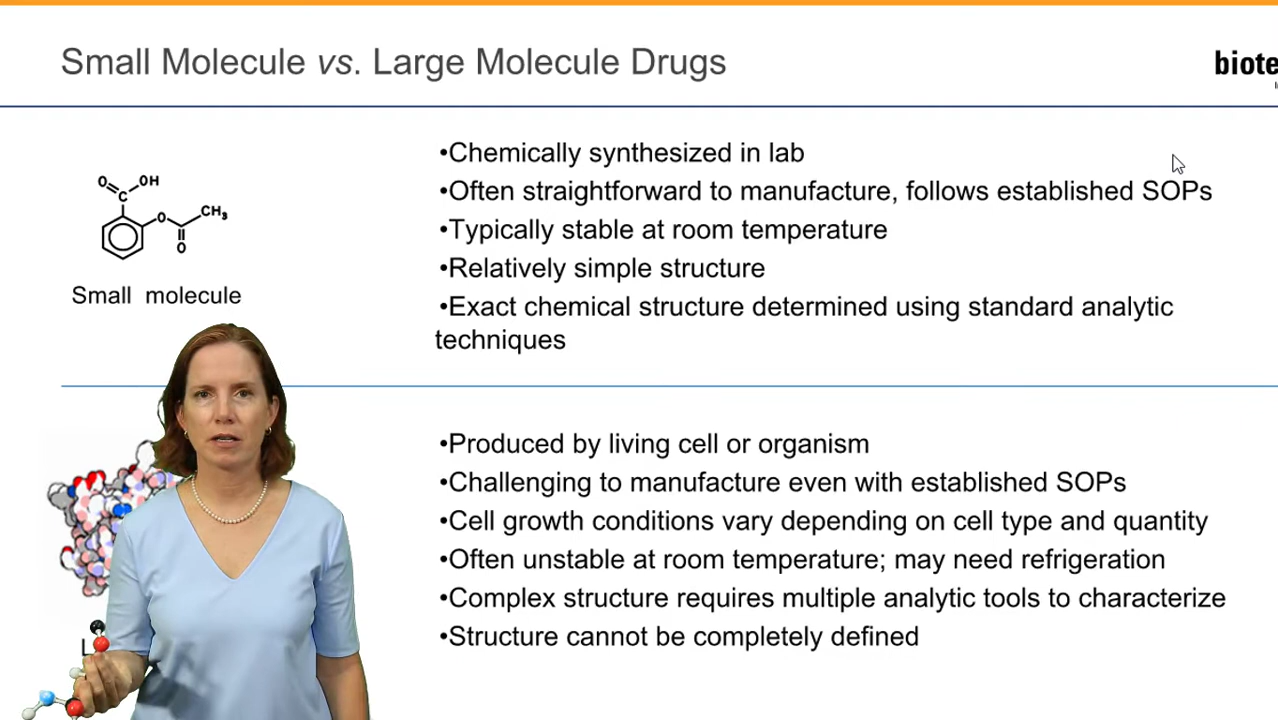 Small Molecule vs. Large Molecule Drugs
•Chemically synthesized in lab
•Often straightforward to manufacture, follows established SOPs
•Typically stable at room temperature
•Relatively simple structure
•Exact chemical structure determined using standard analytic
techniques
O
OH
C
O
CH₃
O
Small molecule
•Produced by living cell or organism
•Challenging to manufacture even with established SOPs
•Cell growth conditions vary depending on cell type and quantity
•Often unstable at room temperature; may need refrigeration
•Complex structure requires multiple analytic tools to characterize
•Structure cannot be completely defined